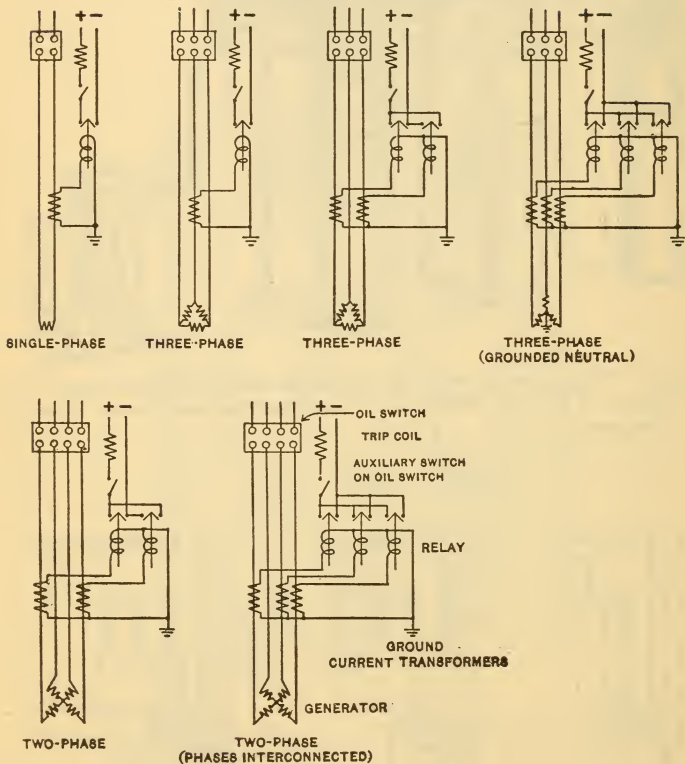 + −
+ −
+ −
+ −
SINGLE-PHASE
THREE-PHASE
THREE-PHASE
THREE-PHASE
(GROUNDED NEUTRAL)
+ −
+ −
OIL SWITCH
TRIP COIL
AUXILIARY SWITCH
ON OIL SWITCH
RELAY
GROUND
CURRENT TRANSFORMERS
GENERATOR
TWO-PHASE
TWO-PHASE
(PHASES INTERCONNECTED)